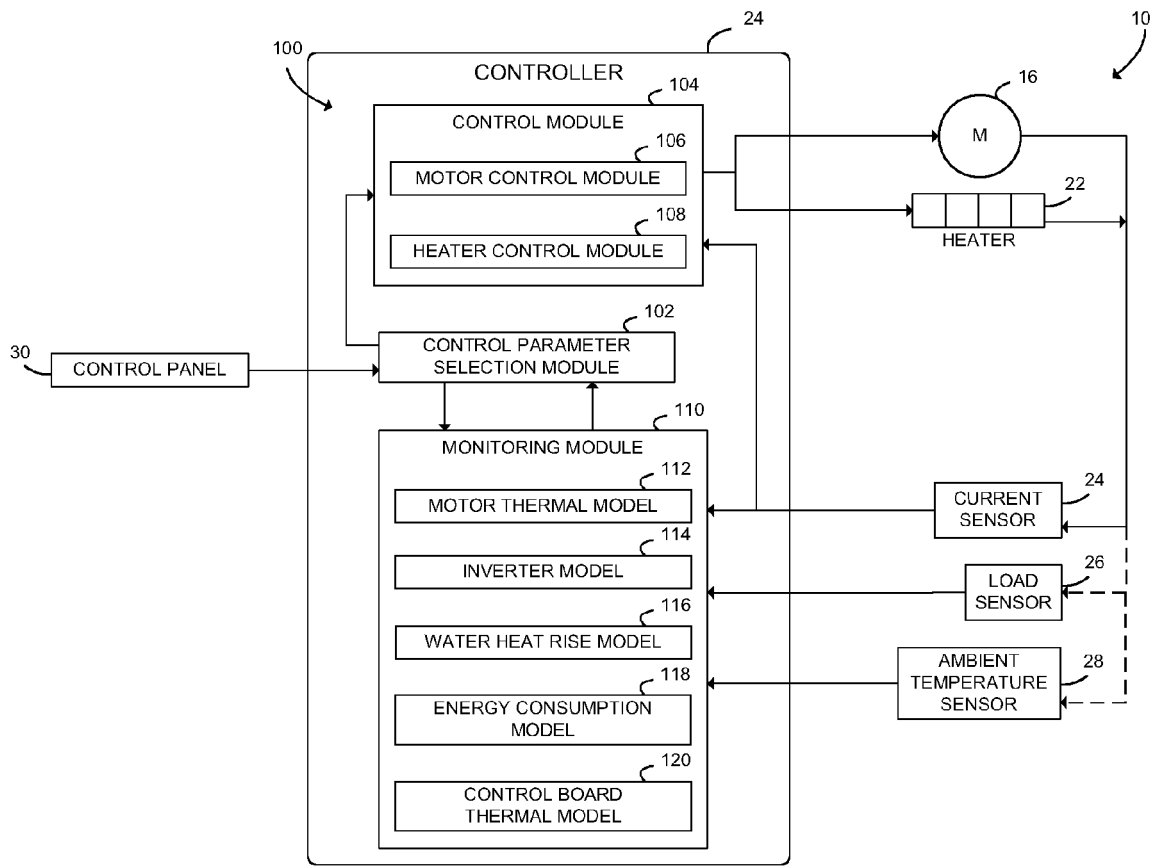 24
10
100
CONTROLLER
16
104
CONTROL MODULE
M
106
MOTOR CONTROL MODULE
22
108
HEATER CONTROL MODULE
HEATER
102
30
CONTROL PANEL
CONTROL PARAMETER
SELECTION MODULE
110
MONITORING MODULE
112
MOTOR THERMAL MODEL
24
CURRENT
SENSOR
114
INVERTER MODEL
26
LOAD
SENSOR
116
WATER HEAT RISE MODEL
28
AMBIENT
TEMPERATURE
SENSOR
118
ENERGY CONSUMPTION
MODEL
120
CONTROL BOARD
THERMAL MODEL